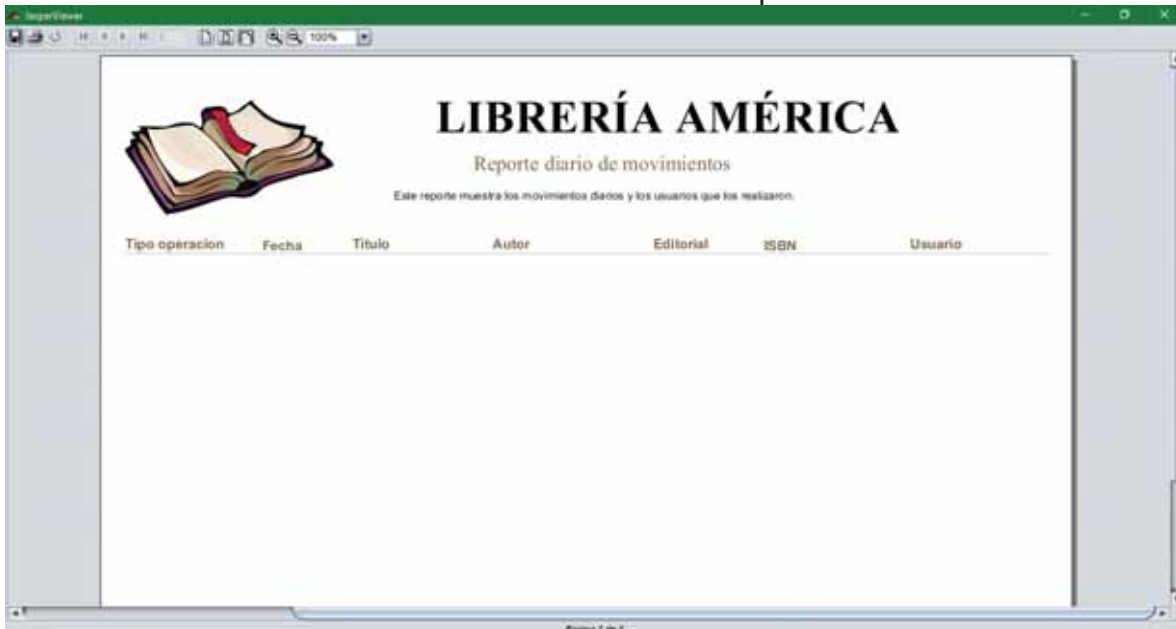 JasperViewer
100%
LIBRERÍA AMÉRICA
Reporte diario de movimientos
Este reporte muestra los movimientos diarios y los usuarios que los realizaron.
Tipo operacion Fecha Titulo Autor Editorial ISBN Usuario